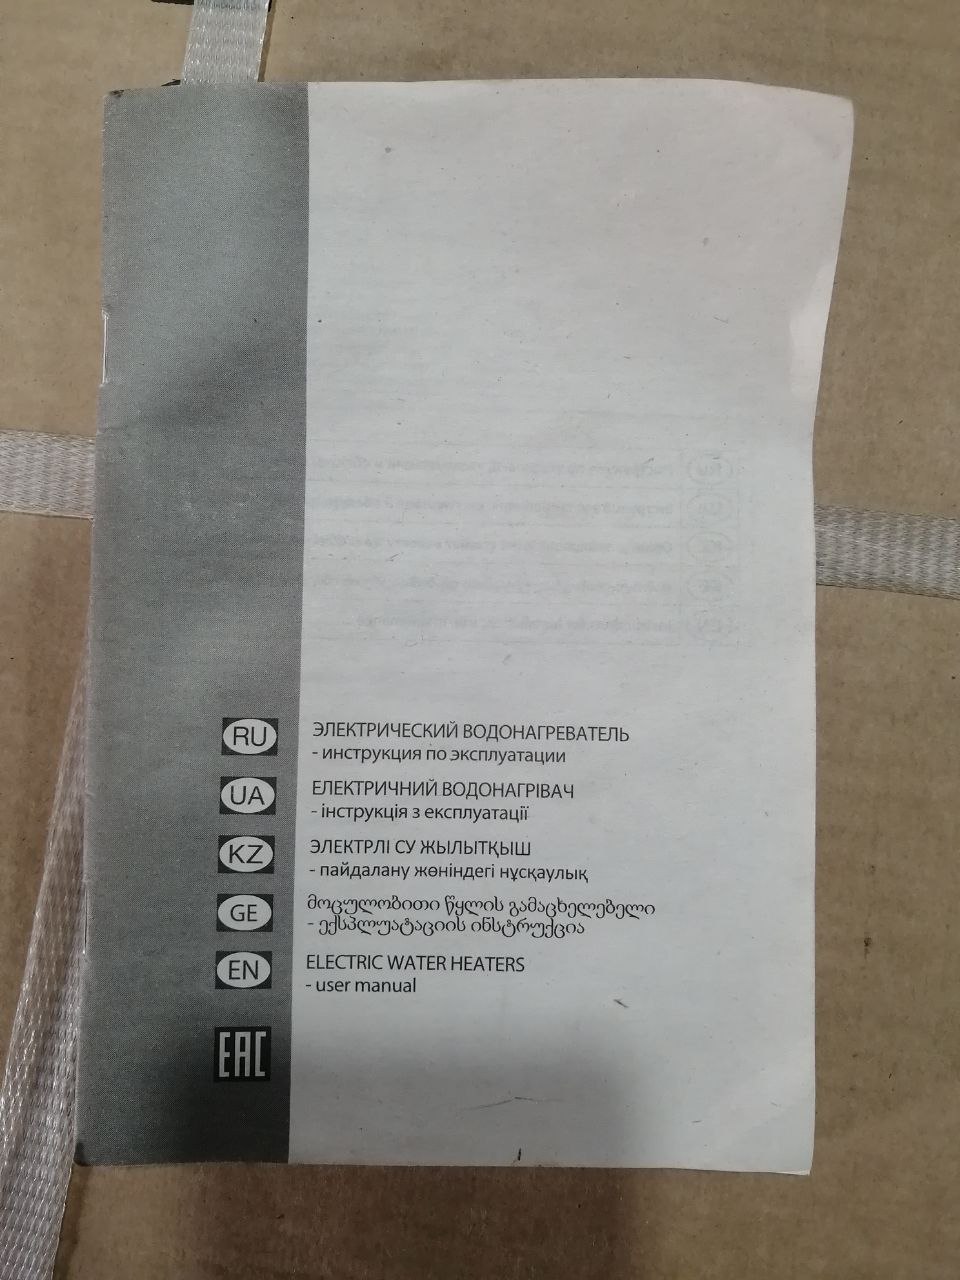 RU
ЭЛЕКТРИЧЕСКИЙ ВОДОНАГРЕВАТЕЛЬ
- инструкция по эксплуатации
UA
ЕЛЕКТРИЧНИЙ ВОДОНАГРІВАЧ
- інструкція з експлуатації
KZ
ЭЛЕКТРЛІ СУ ЖЫЛЫТҚЫШ
- пайдалану жөніндегі нұсқаулық
GE
მოცულობითი წყლის გამაცხელებელი
- ექსპლუატაციის ინსტრუქცია
EN
ELECTRIC WATER HEATERS
- user manual
EAC